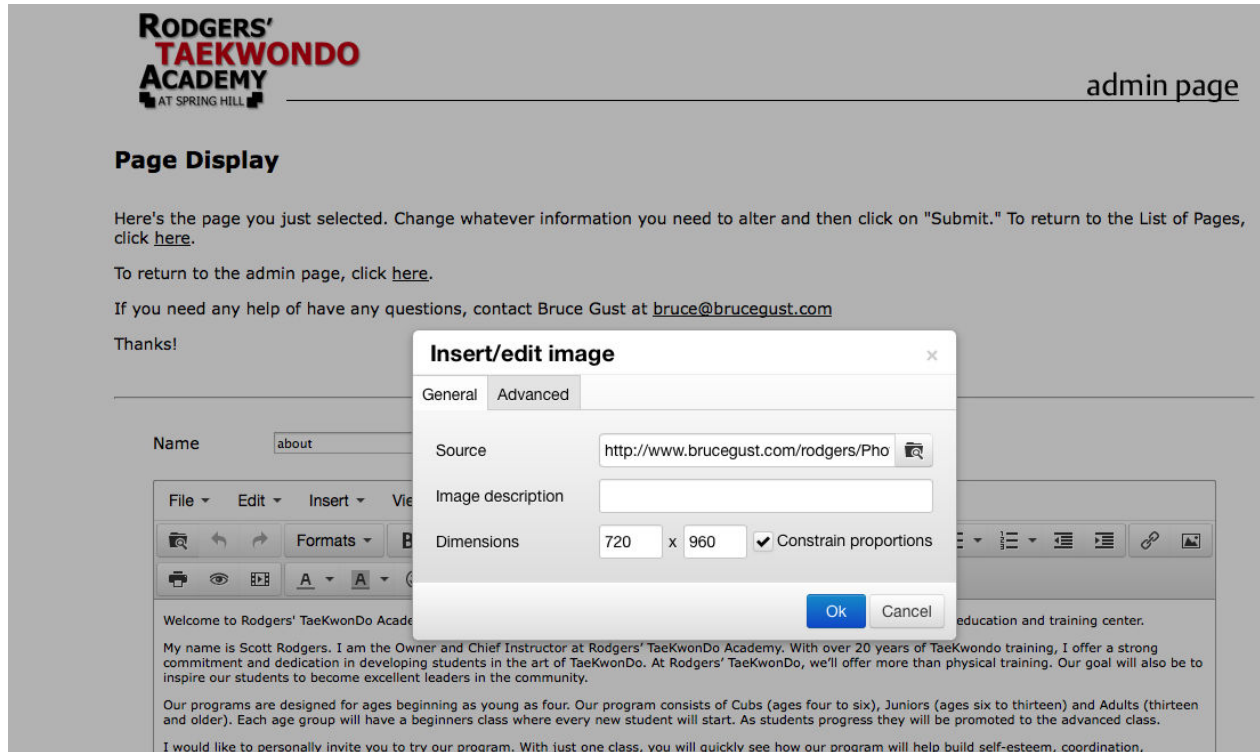 RODGERS'
TAEKWONDO
ACADEMY
AT SPRING HILL
admin page
Page Display
Here's the page you just selected. Change whatever information you need to alter and then click on "Submit." To return to the List of Pages,
click here.
To return to the admin page, click here.
If you need any help of have any questions, contact Bruce Gust at bruce@brucegust.com
Thanks!
Insert/edit image
×
General Advanced
Name about
Source http://www.brucegust.com/rodgers/Pho
Image description
File Edit Insert Vie
Formats B
Dimensions 720 x 960 Constrain proportions
A A
Ok Cancel
Welcome to Rodgers' TaeKwonDo Acade education and training center.
My name is Scott Rodgers. I am the Owner and Chief Instructor at Rodgers' TaeKwonDo Academy. With over 20 years of TaeKwondo training, I offer a strong
commitment and dedication in developing students in the art of TaeKwonDo. At Rodgers' TaeKwonDo, we'll offer more than physical training. Our goal will also be to
inspire our students to become excellent leaders in the community.
Our programs are designed for ages beginning as young as four. Our program consists of Cubs (ages four to six), Juniors (ages six to thirteen) and Adults (thirteen
and older). Each age group will have a beginners class where every new student will start. As students progress they will be promoted to the advanced class.
I would like to personally invite you to try our program. With just one class, you will quickly see how our program will help build self-esteem, coordination,